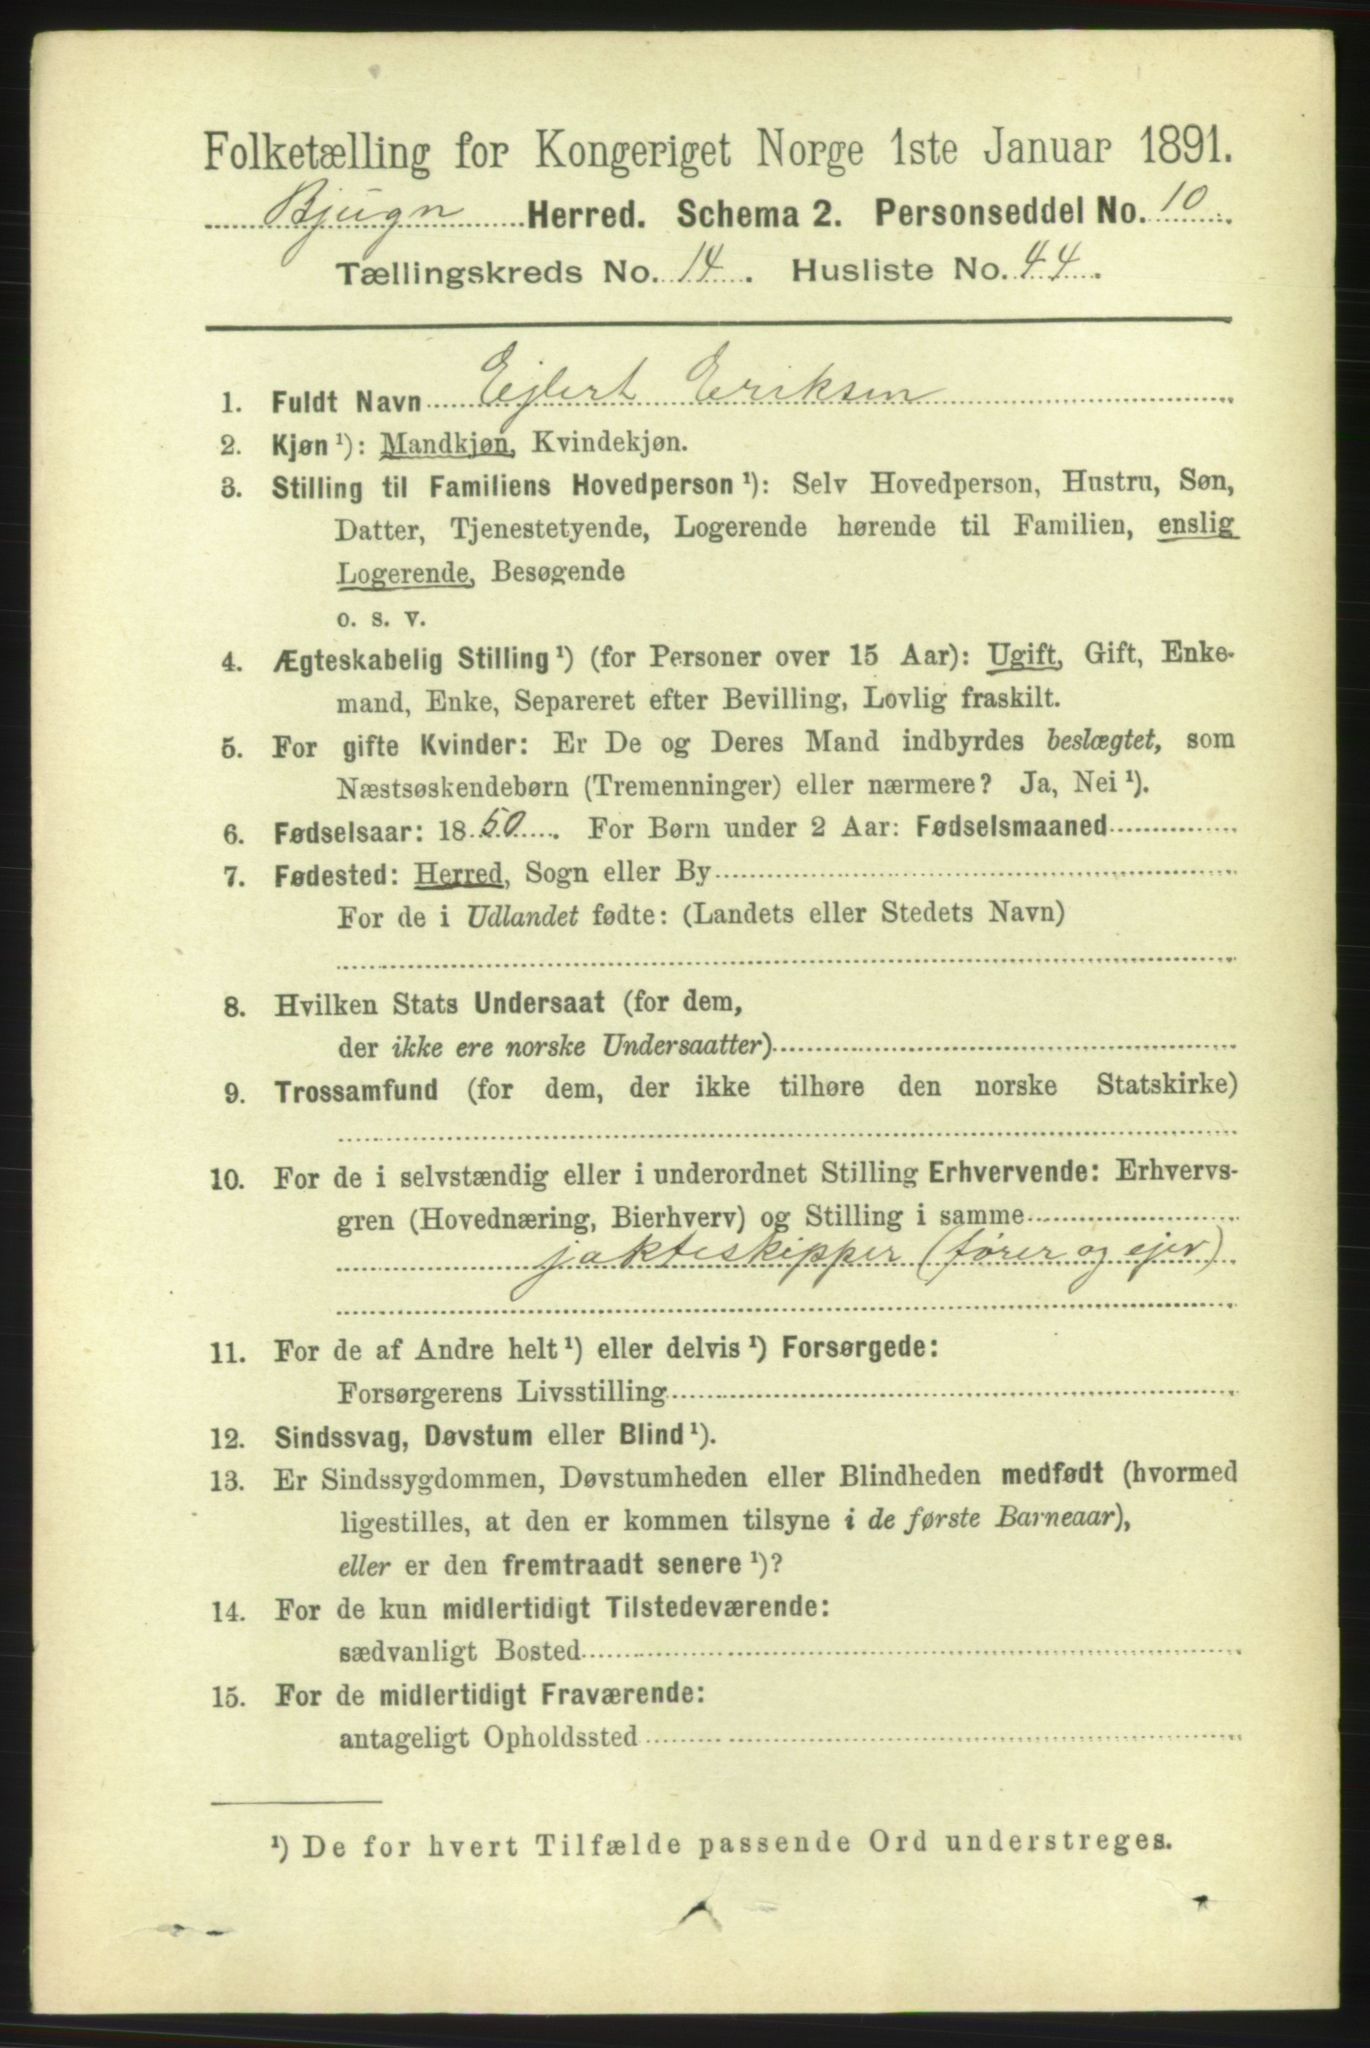 Folketælling for Kongeriget Norge 1ste Januar 1891.
Bjugn Herred. Schema 2. Personseddel No. 10.
Tællingskreds No. 14. Husliste No. 44.
1. Fuldt Navn Ejlert Eriksen
2. Kjøn ¹): Mandkjøn, Kvindekjøn.
3. Stilling til Familiens Hovedperson ¹): Selv Hovedperson, Hustru, Søn,
Datter, Tjenestetyende, Logerende hørende til Familien, enslig
Logerende, Besøgende
o. s. v.
4. Ægteskabelig Stilling ¹) (for Personer over 15 Aar): Ugift, Gift, Enke-
mand, Enke, Separeret efter Bevilling, Lovlig fraskilt.
5. For gifte Kvinder: Er De og Deres Mand indbyrdes beslægtet, som
Næstsøskendebørn (Tremenninger) eller nærmere? Ja, Nei ¹).
6. Fødselsaar: 1850. For Børn under 2 Aar: Fødselsmaaned
7. Fødested: Herred, Sogn eller By
For de i Udlandet fødte: (Landets eller Stedets Navn)
8. Hvilken Stats Undersaat (for dem,
der ikke ere norske Undersaatter)
9. Trossamfund (for dem, der ikke tilhøre den norske Statskirke)
10. For de i selvstændig eller i underordnet Stilling Erhvervende: Erhvervs-
gren (Hovednæring, Bierhverv) og Stilling i samme
jakteskipper (fører og ejer)
11. For de af Andre helt ¹) eller delvis ¹) Forsørgede:
Forsørgerens Livsstilling
12. Sindssvag, Døvstum eller Blind ¹).
13. Er Sindssygdommen, Døvstumheden eller Blindheden medfødt (hvormed
ligestilles, at den er kommen tilsyne i de første Barneaar),
eller er den fremtraadt senere ¹)?
14. For de kun midlertidigt Tilstedeværende:
sædvanligt Bosted
15. For de midlertidigt Fraværende:
antageligt Opholdssted
¹) De for hvert Tilfælde passende Ord understreges.